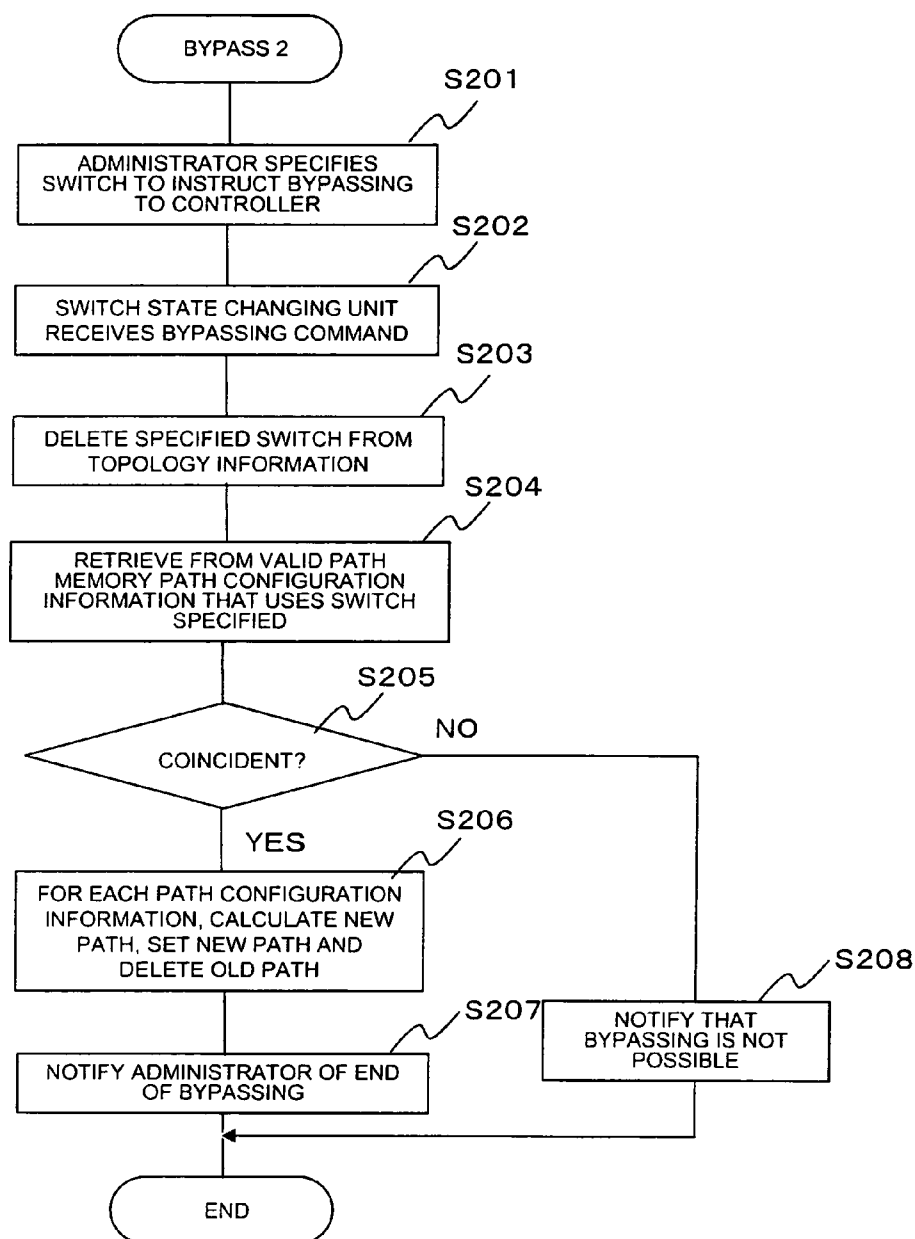 BYPASS 2
S201
ADMINISTRATOR SPECIFIES
SWITCH TO INSTRUCT BYPASSING
TO CONTROLLER
S202
SWITCH STATE CHANGING UNIT
RECEIVES BYPASSING COMMAND
S203
DELETE SPECIFIED SWITCH FROM
TOPOLOGY INFORMATION
S204
RETRIEVE FROM VALID PATH
MEMORY PATH CONFIGURATION
INFORMATION THAT USES SWITCH
SPECIFIED
S205
COINCIDENT?
NO
YES
S206
FOR EACH PATH CONFIGURATION
INFORMATION, CALCULATE NEW
PATH, SET NEW PATH AND
DELETE OLD PATH
S207
NOTIFY ADMINISTRATOR OF END
OF BYPASSING
S208
NOTIFY THAT
BYPASSING IS NOT
POSSIBLE
END